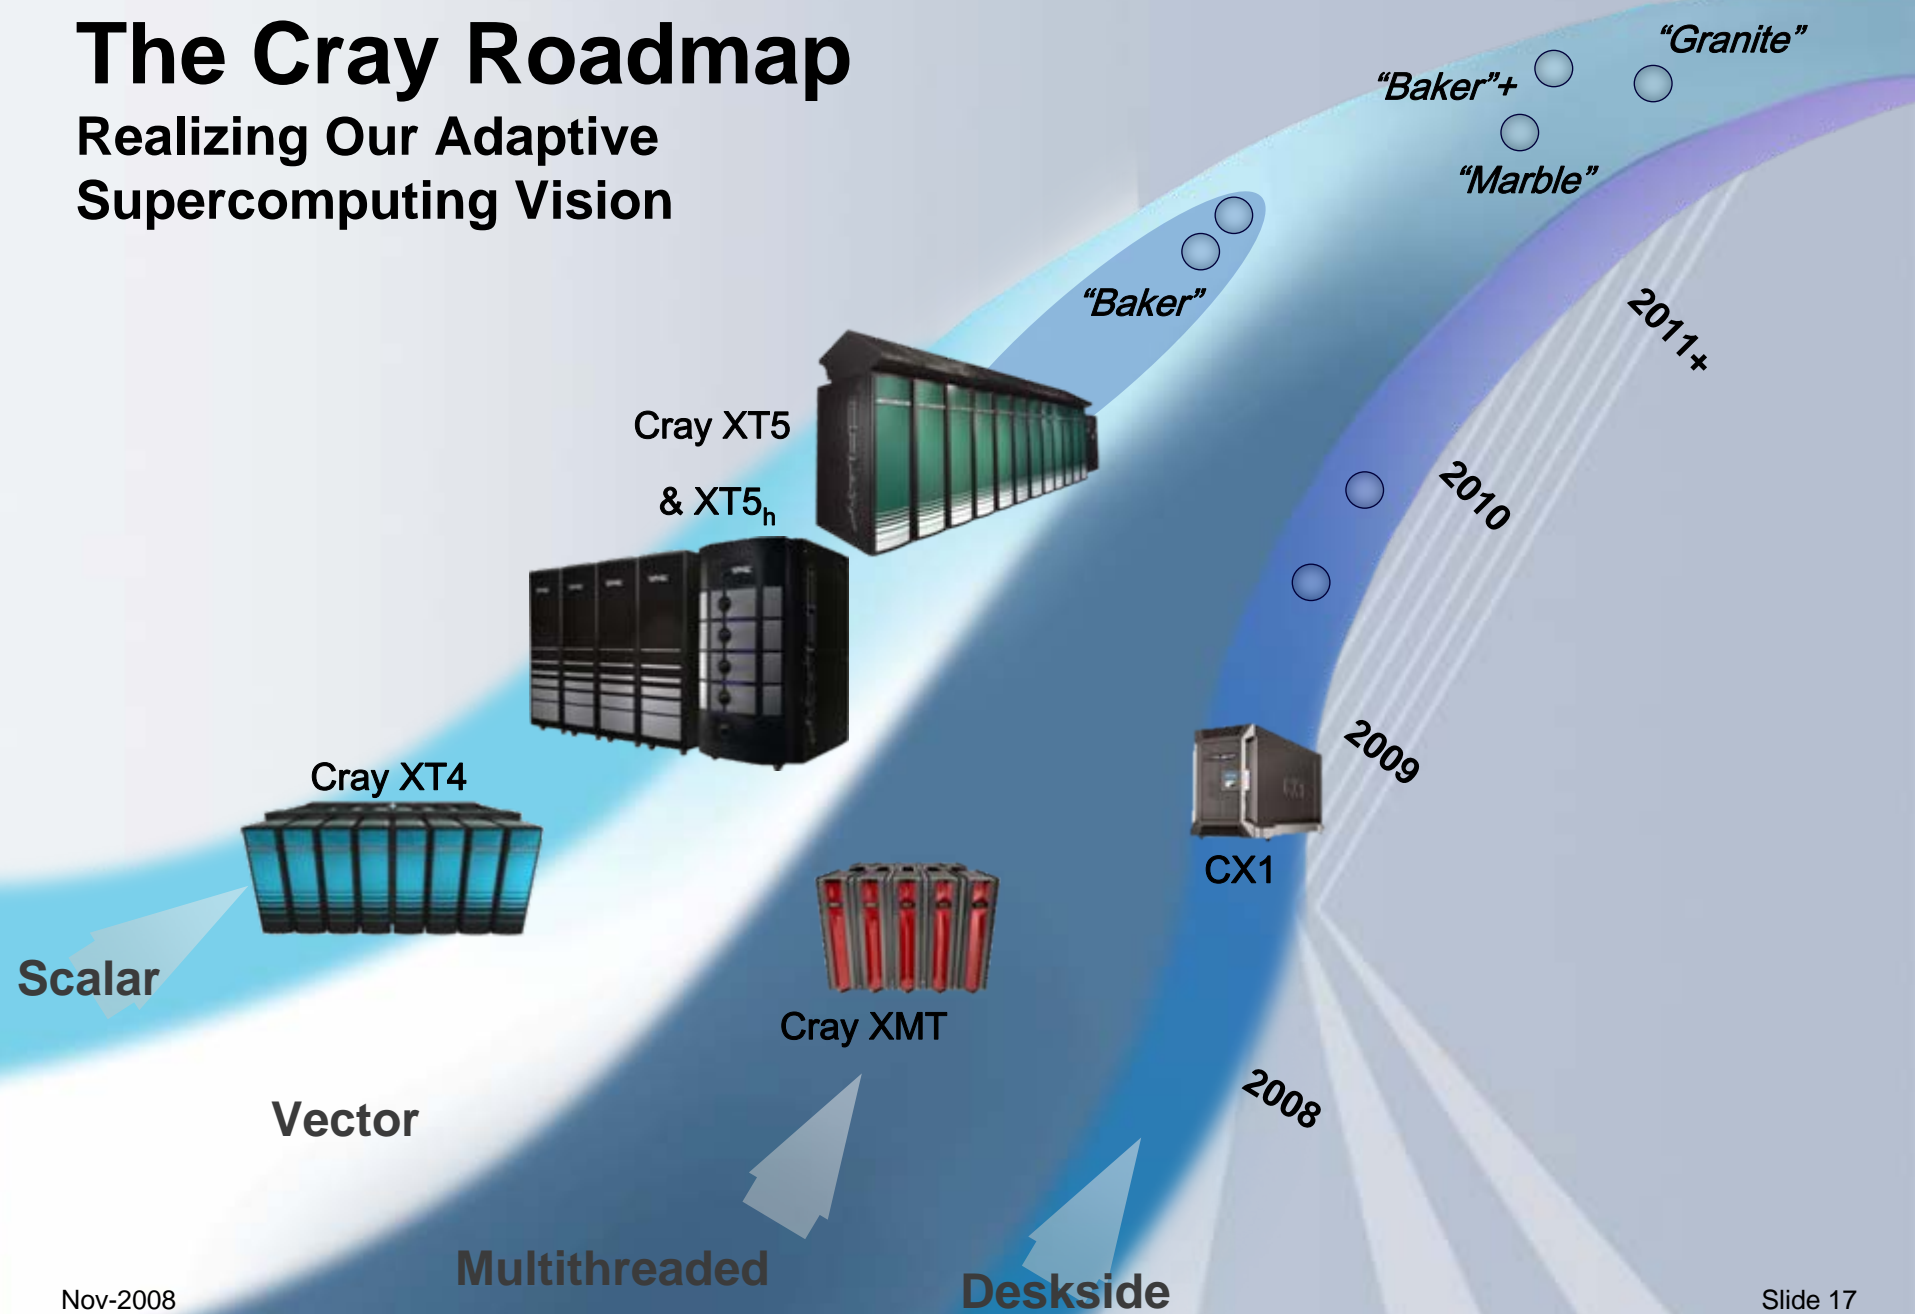 The Cray Roadmap
Realizing Our Adaptive
Supercomputing Vision
“Granite”
“Baker”+
“Marble”
“Baker”
2011+
Cray XT5
& XT5h
2010
2009
Cray XT4
CX1
Scalar
Cray XMT
2008
Vector
Multithreaded
Deskside
Nov-2008
Slide 17